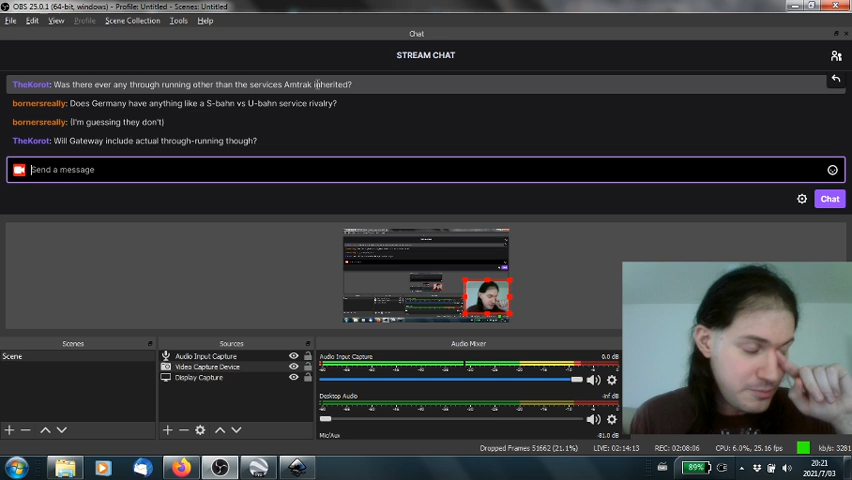 OBS 25.0.1 (64-bit, windows) - Profile: Untitled - Scenes: Untitled
File Edit View Profile Scene Collection Tools Help
Chat
STREAM CHAT
TheKorot: Was there ever any through running other than the services Amtrak inherited?
bornersreally: Does Germany have anything like a S-bahn vs U-bahn service rivalry?
bornersreally: (I'm guessing they don't)
TheKorot: Will Gateway include actual through-running though?
Send a message
Chat
Scenes Sources Audio Mixer
Scene
Audio Input Capture
Video Capture Device
Display Capture
Audio Input Capture 0.0 dB
Desktop Audio -inf dB
Mic/Aux -81.0 dB
Dropped Frames 51662 (21.1%) LIVE: 02:14:13 REC: 02:08:06 CPU: 6.0%, 25.16 fps kb/s: 3281
89% 20:21
2021/7/03